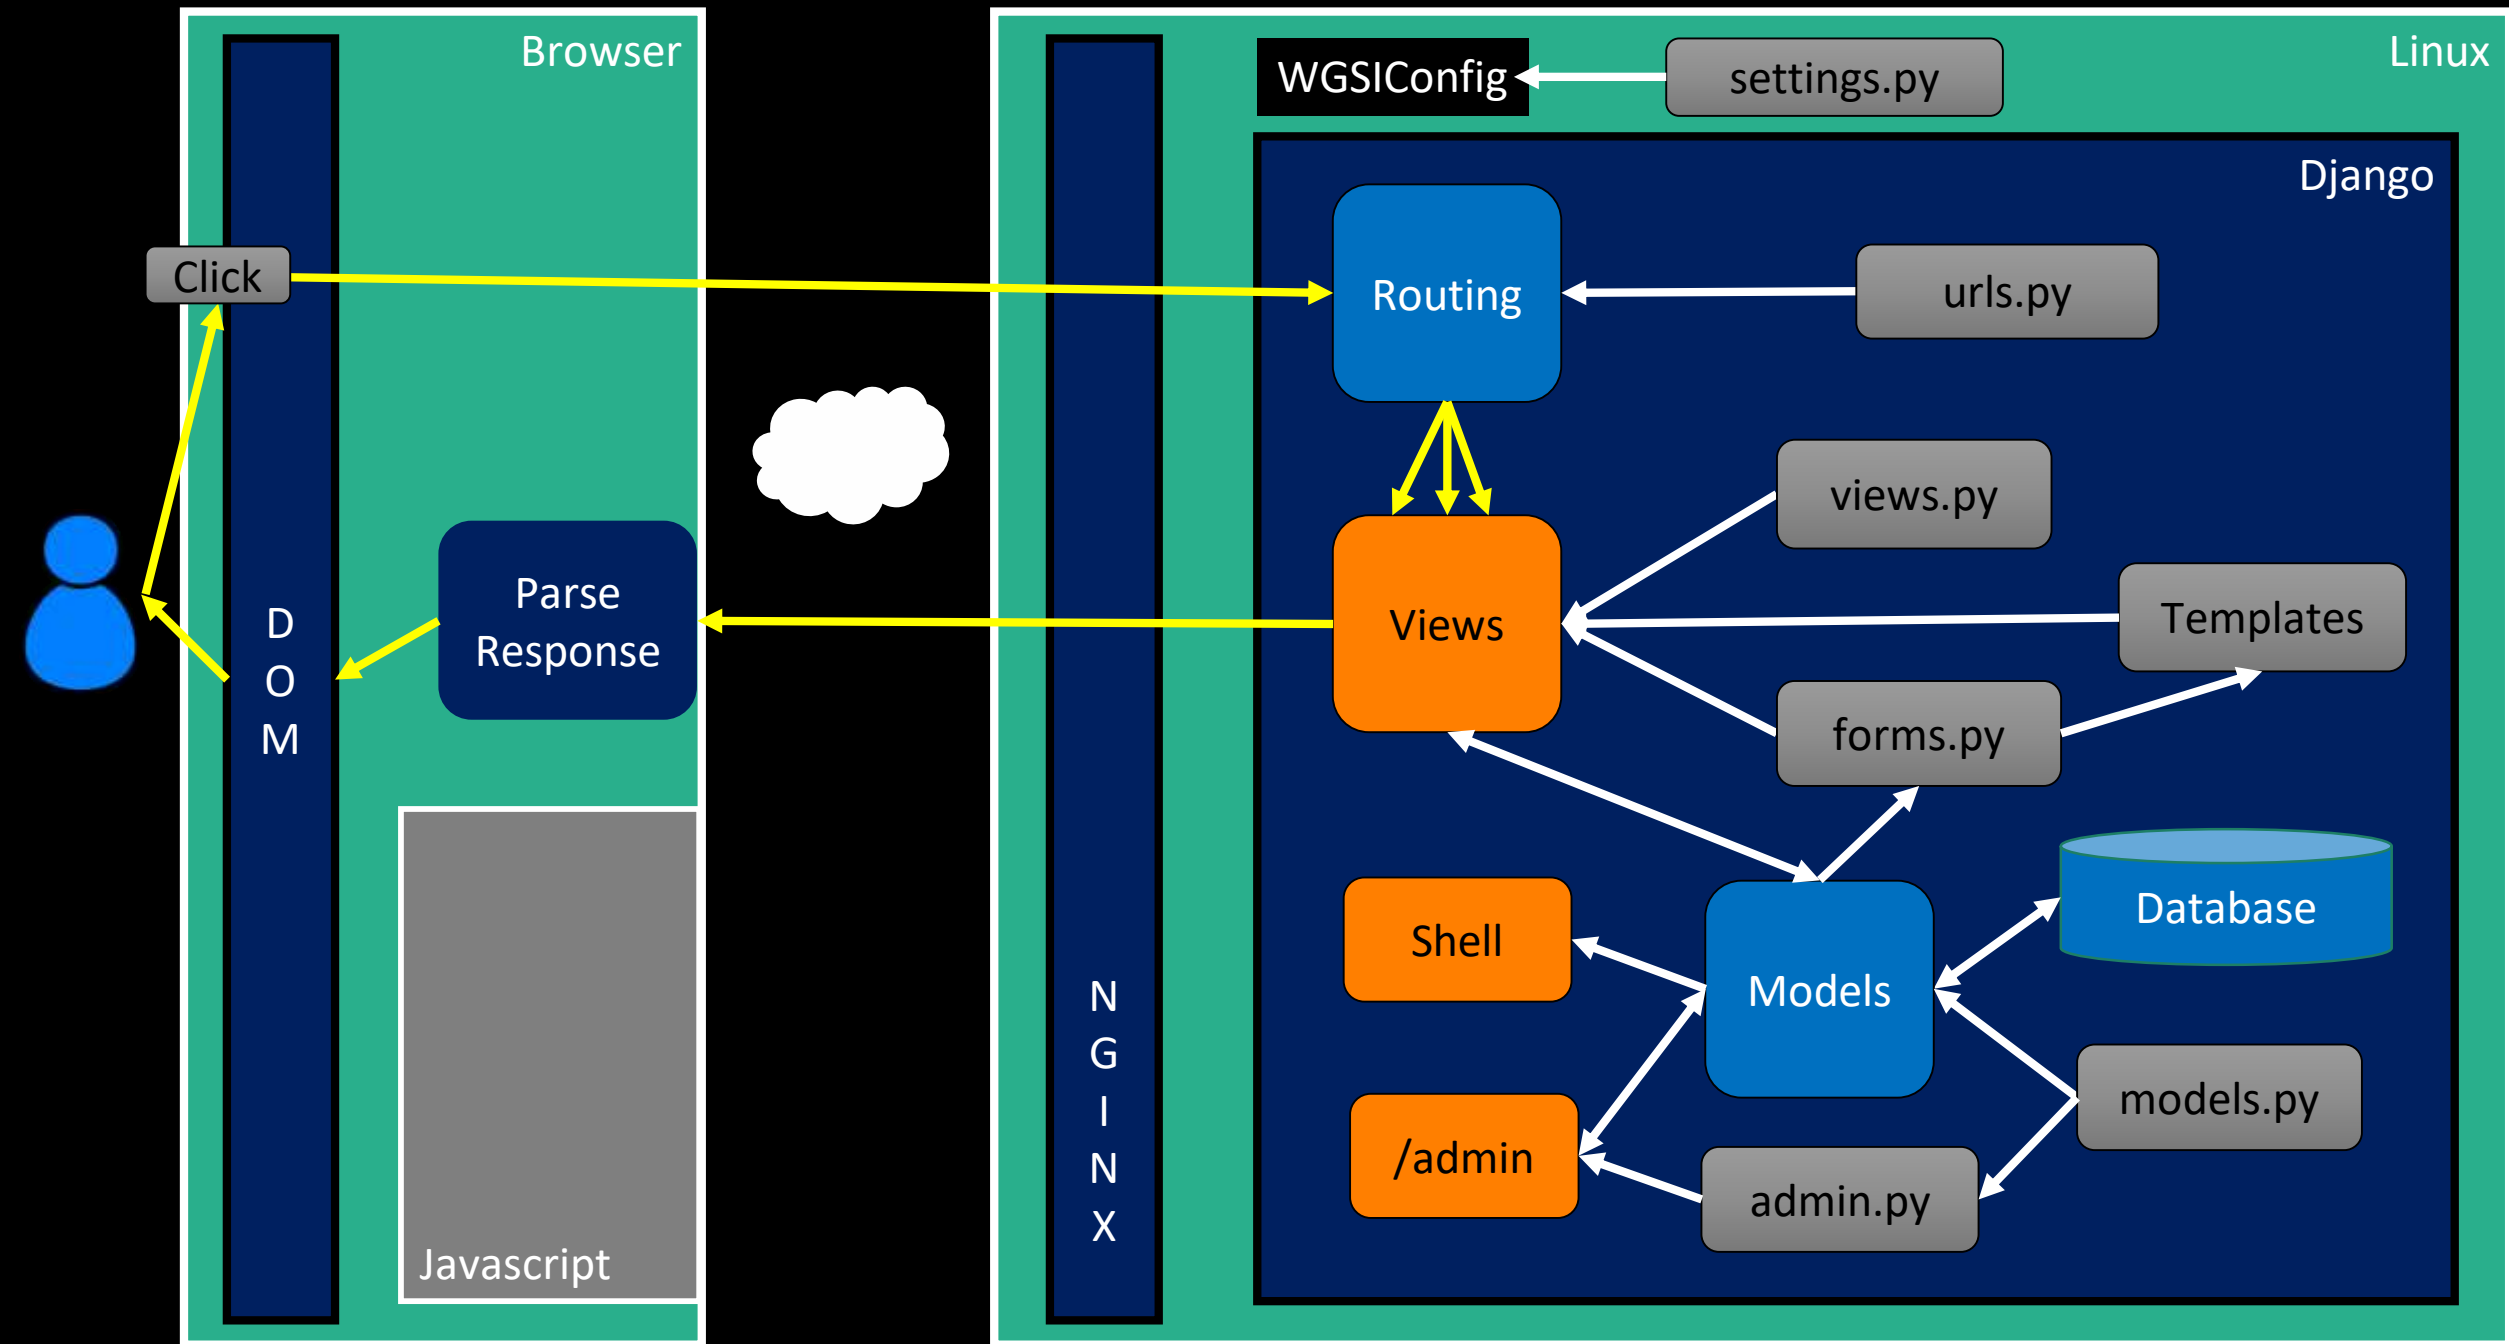 Browser
Linux
WGSIConfig
settings.py
Django
Click
Routing
urls.py
views.py
Parse
Response
Views
Templates
D
O
M
forms.py
Shell
Database
Models
N
G
I
N
X
models.py
/admin
admin.py
Javascript